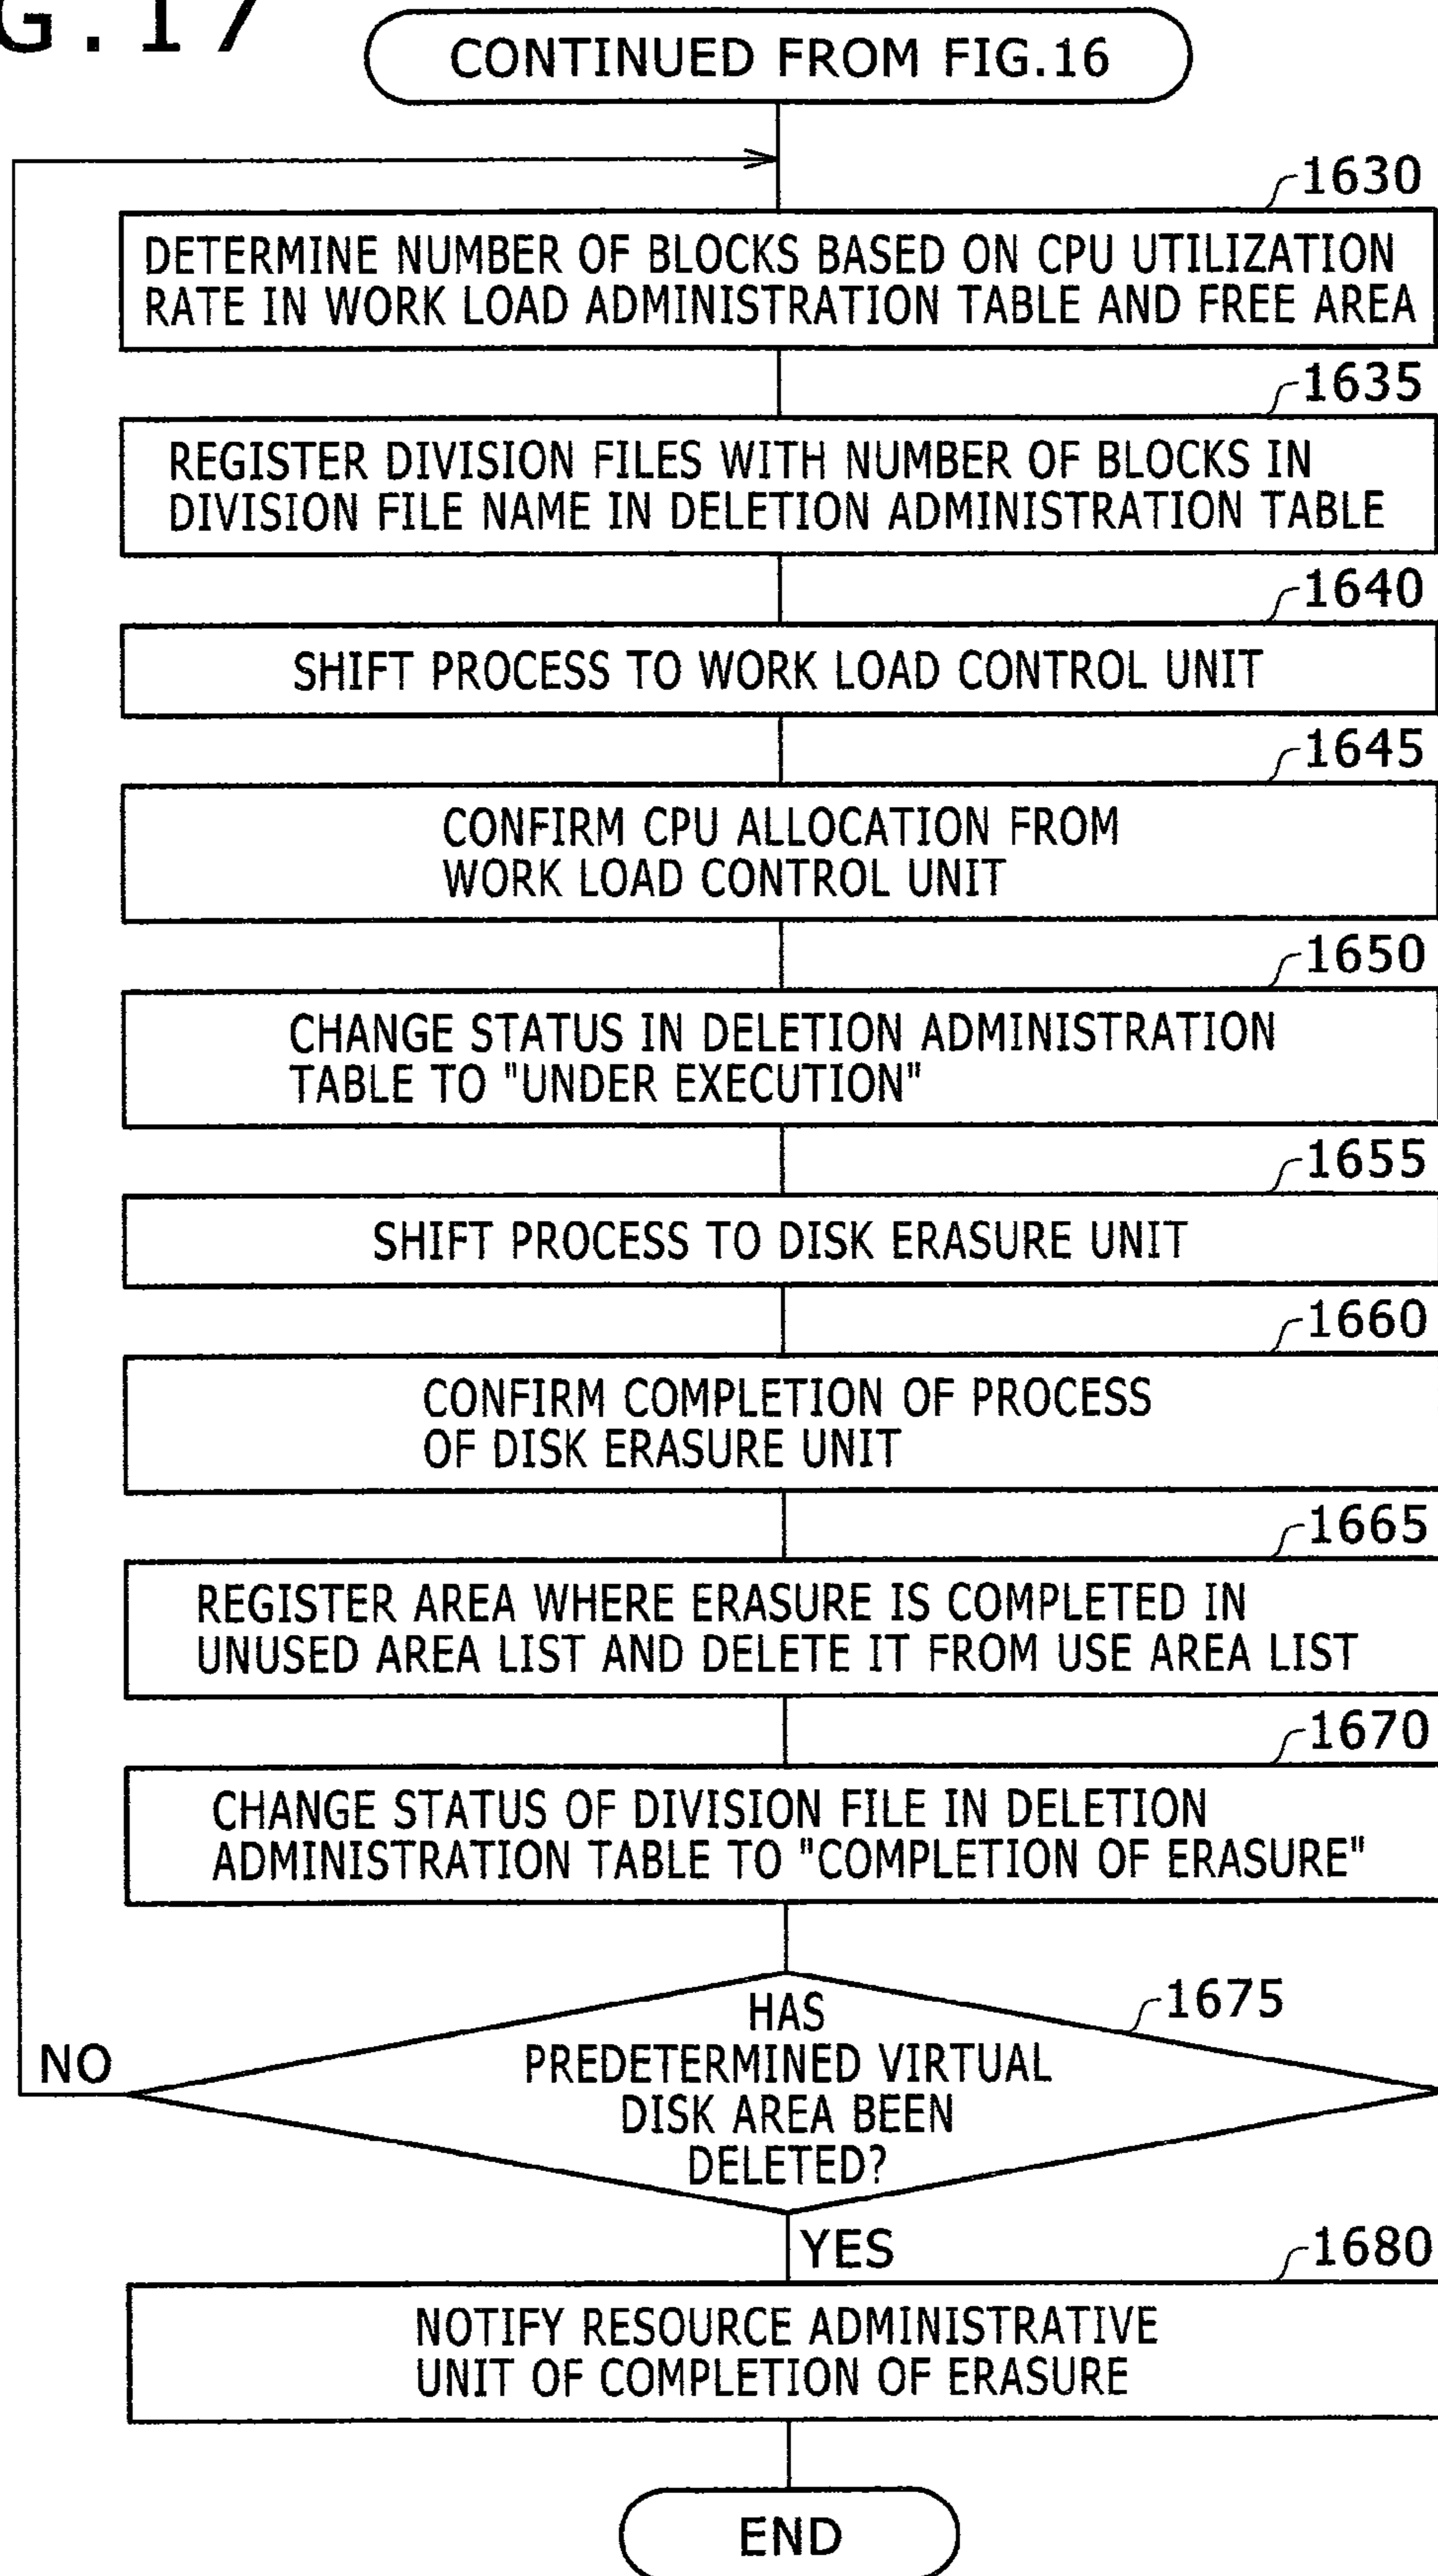 G.17
CONTINUED FROM FIG.16
1630
DETERMINE NUMBER OF BLOCKS BASED ON CPU UTILIZATION
RATE IN WORK LOAD ADMINISTRATION TABLE AND FREE AREA
1635
REGISTER DIVISION FILES WITH NUMBER OF BLOCKS IN
DIVISION FILE NAME IN DELETION ADMINISTRATION TABLE
1640
SHIFT PROCESS TO WORK LOAD CONTROL UNIT
1645
CONFIRM CPU ALLOCATION FROM
WORK LOAD CONTROL UNIT
1650
CHANGE STATUS IN DELETION ADMINISTRATION
TABLE TO "UNDER EXECUTION"
1655
SHIFT PROCESS TO DISK ERASURE UNIT
1660
CONFIRM COMPLETION OF PROCESS
OF DISK ERASURE UNIT
1665
REGISTER AREA WHERE ERASURE IS COMPLETED IN
UNUSED AREA LIST AND DELETE IT FROM USE AREA LIST
1670
CHANGE STATUS OF DIVISION FILE IN DELETION
ADMINISTRATION TABLE TO "COMPLETION OF ERASURE"
1675
HAS
PREDETERMINED VIRTUAL
DISK AREA BEEN
DELETED?
NO
YES
1680
NOTIFY RESOURCE ADMINISTRATIVE
UNIT OF COMPLETION OF ERASURE
END